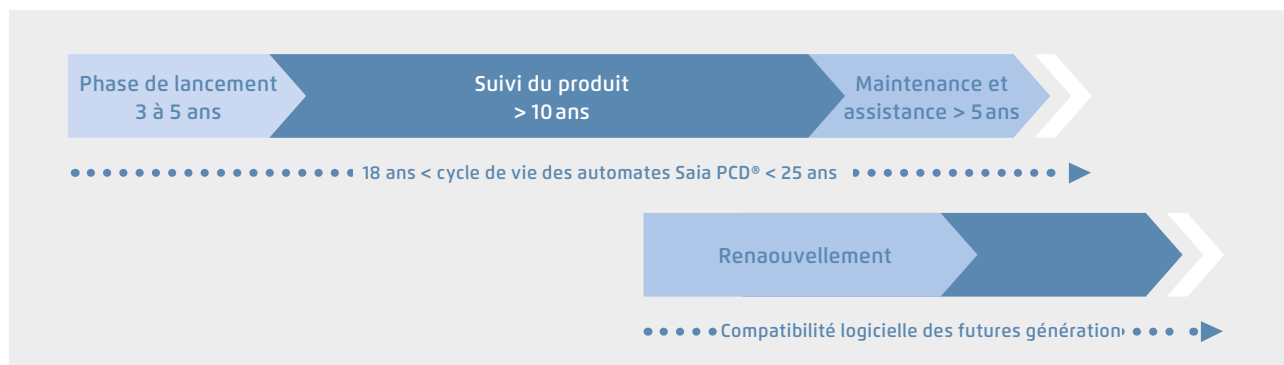 Phase de lancement
3 à 5 ans
Suivi du produit
> 10 ans
Maintenance et
assistance > 5 ans
18 ans < cycle de vie des automates Saia PCD® < 25 ans
Renaouvellement
Compatibilité logicielle des futures génération